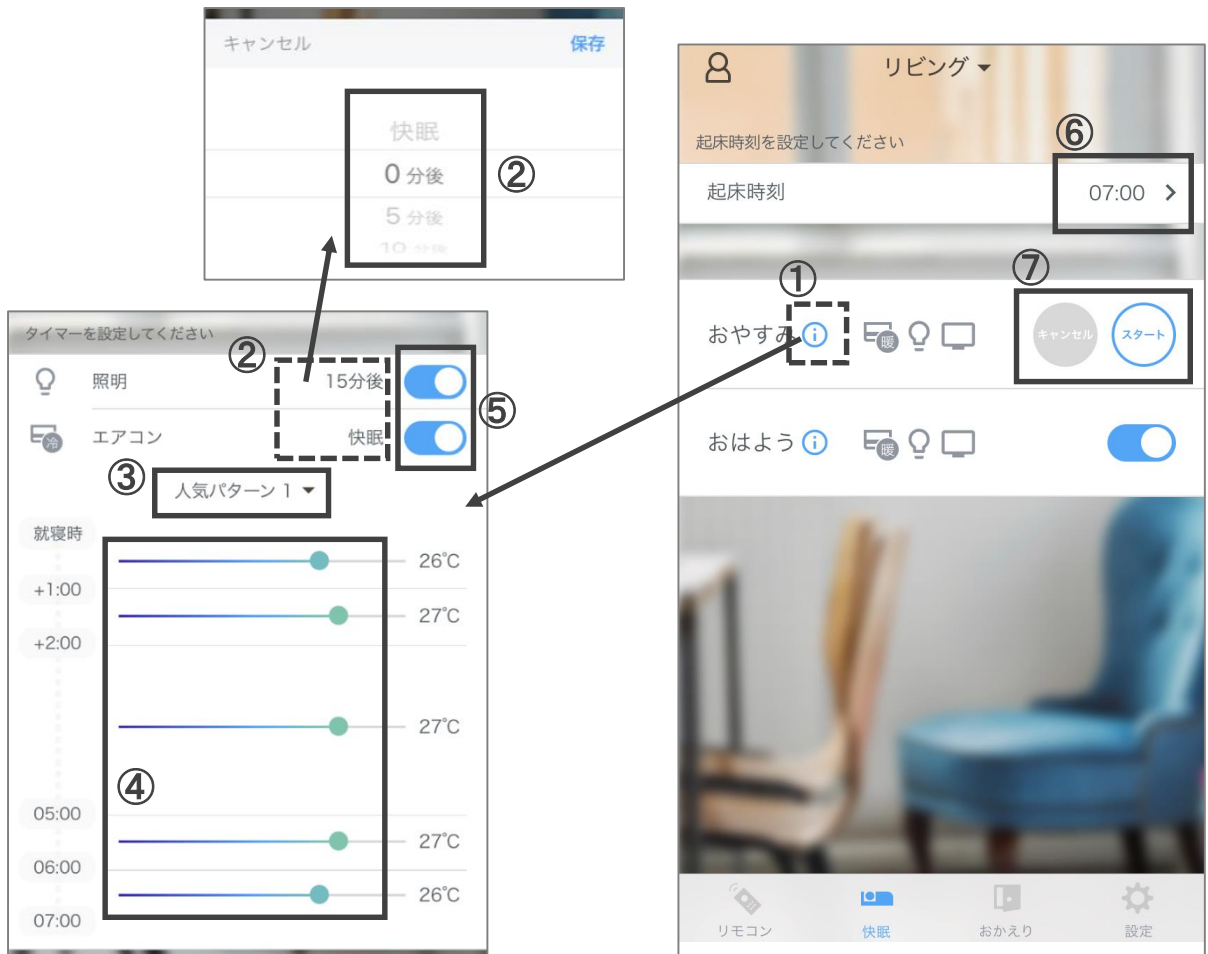 キャンセル 保存
快眠
0 分後
②
5 分後
10 分後
タイマーを設定してください
②
照明 15分後
⑤
エアコン 快眠
③
人気パターン 1
就寝時
26℃
+1:00
27℃
+2:00
27℃
④
05:00
27℃
06:00
26℃
07:00
リビング
起床時刻を設定してください
⑥
起床時刻 07:00
①
⑦
おやすみ 暖 キャンセル スタート
おはよう 暖
リモコン 快眠 おかえり 設定
冷